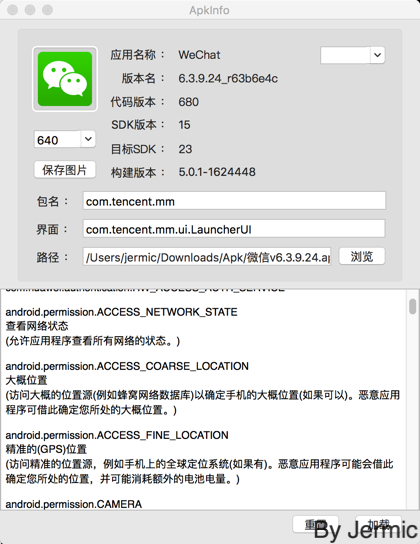 ApkInfo
应用名称： WeChat
版本名： 6.3.9.24_r63b6e4c
代码版本： 680
SDK版本： 15
目标SDK： 23
构建版本： 5.0.1-1624448
640
保存图片
包名： com.tencent.mm
界面： com.tencent.mm.ui.LauncherUI
路径： /Users/jermic/Downloads/Apk/微信v6.3.9.24.ap 浏览
com.huawei.authentication.HW_ACCESS_AUTH_SERVICE
android.permission.ACCESS_NETWORK_STATE
查看网络状态
(允许应用程序查看所有网络的状态。)
android.permission.ACCESS_COARSE_LOCATION
大概位置
(访问大概的位置源(例如蜂窝网络数据库)以确定手机的大概位置(如果可以)。恶意应用
程序可借此确定您所处的大概位置。)
android.permission.ACCESS_FINE_LOCATION
精准的(GPS)位置
(访问精准的位置源，例如手机上的全球定位系统(如果有)。恶意应用程序可能会借此
确定您所处的位置，并可能消耗额外的电池电量。)
android.permission.CAMERA
加载
By Jermic